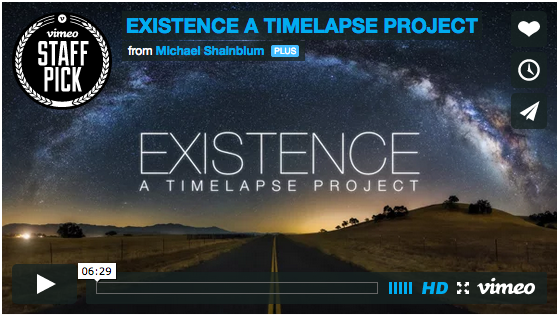 EXISTENCE A TIMELAPSE PROJECT
from Michael Shainblum PLUS
V
vimeo
STAFF
PICK
EXISTENCE
A TIMELAPSE PROJECT
06:29
HD vimeo